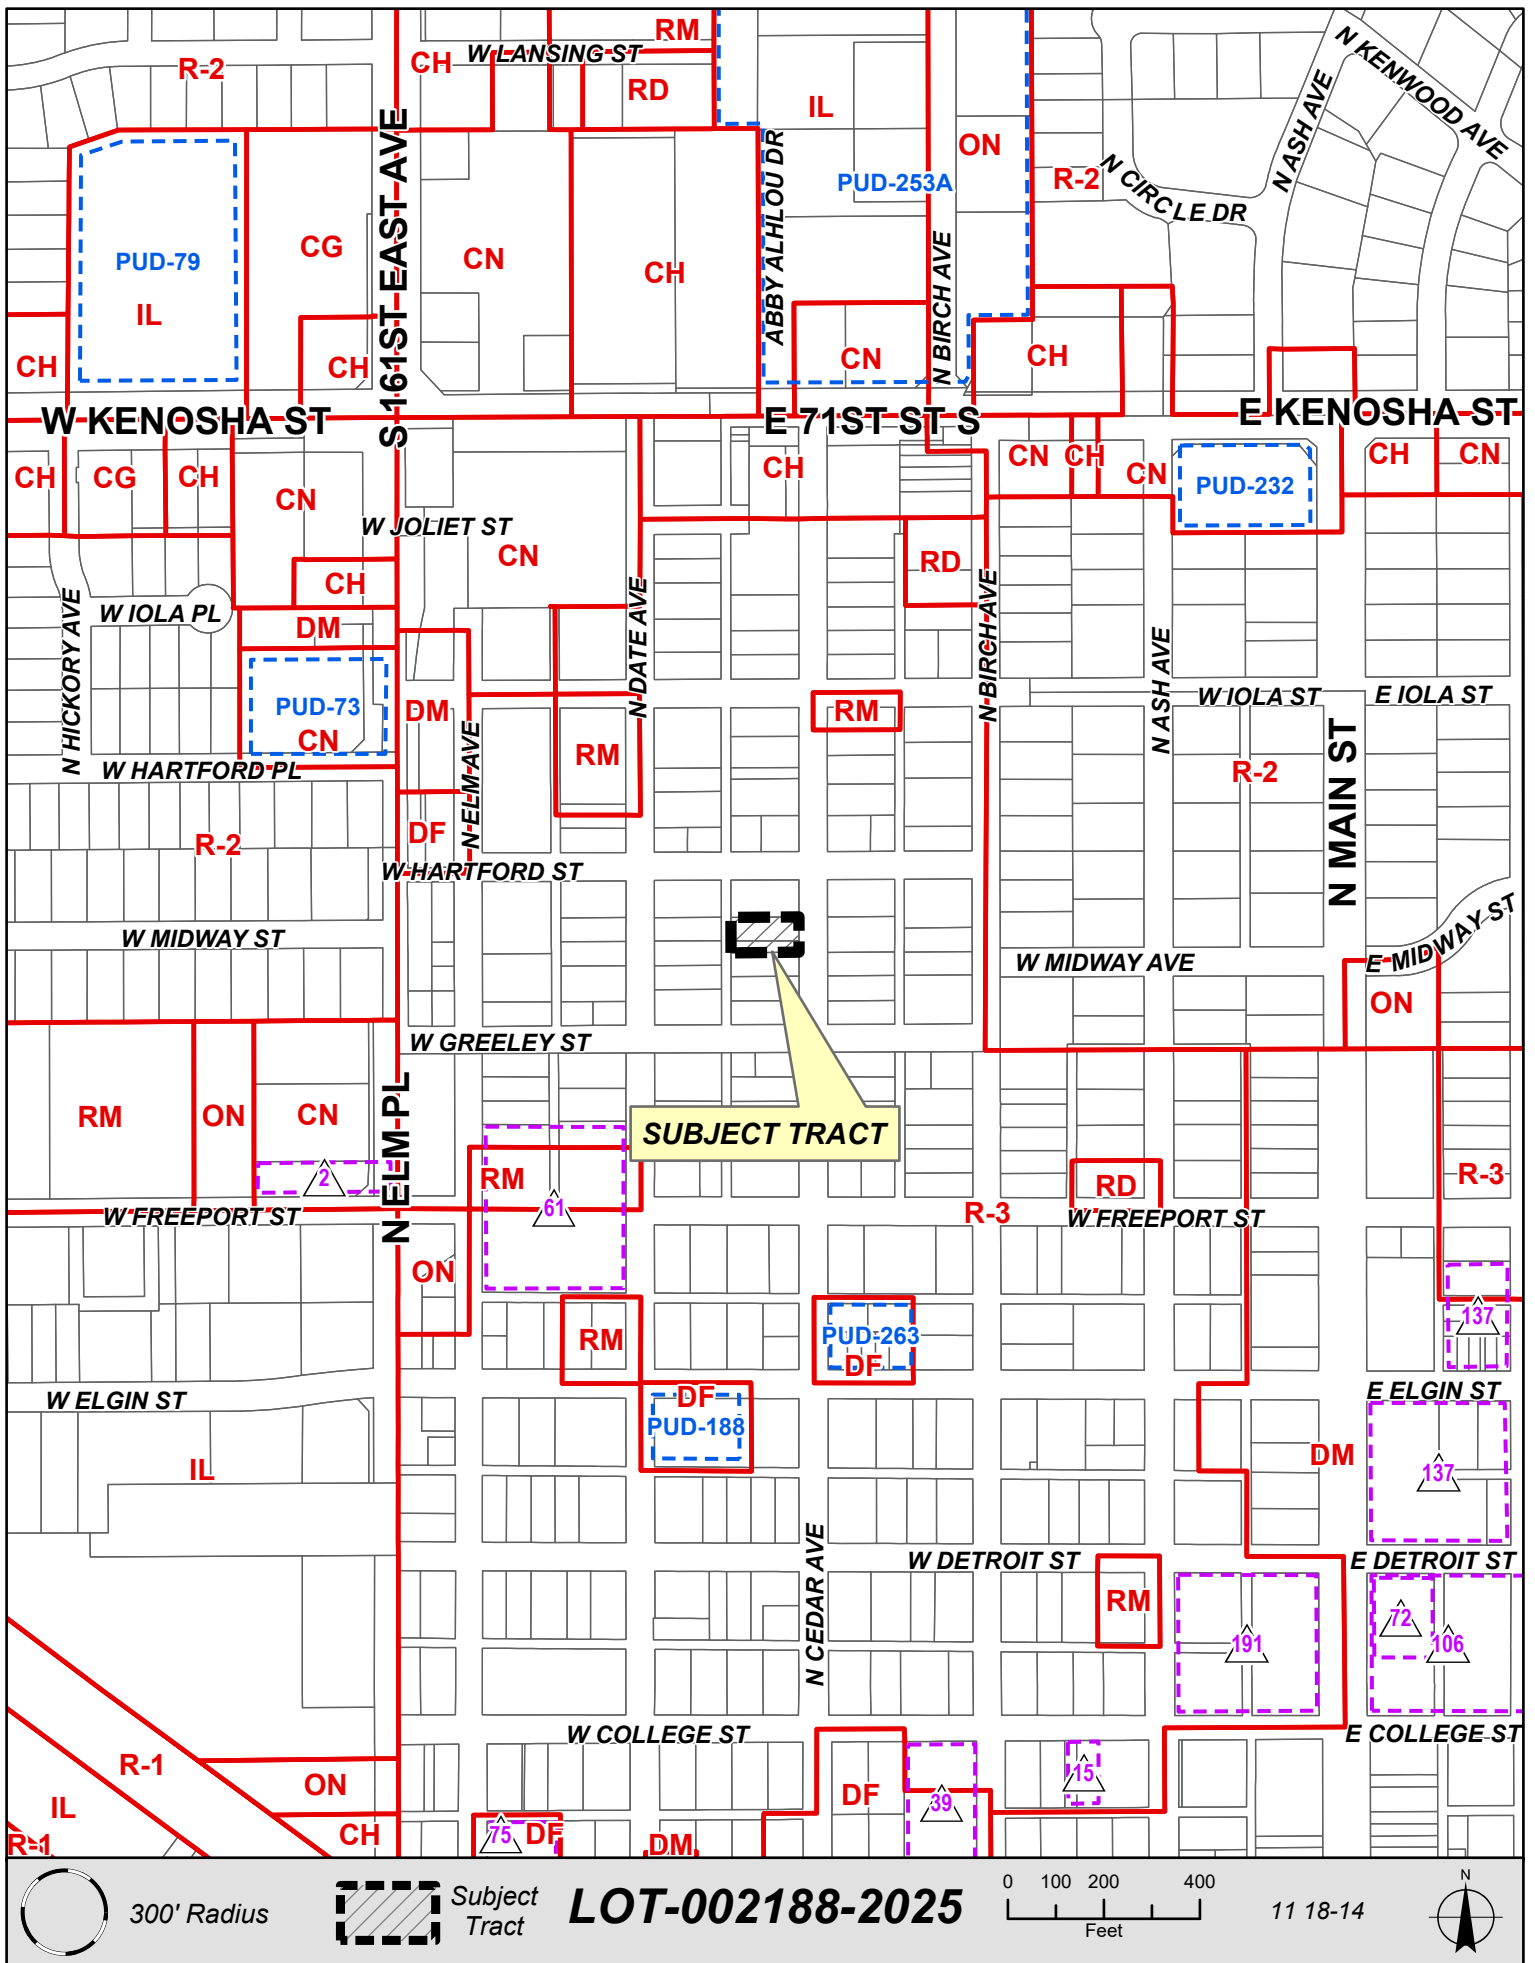 RM
W LANSING ST
CH
R-2
RD
IL
N KENWOOD AVE
N ASH AVE
ON
R-2
N CIRCLE DR
PUD-253A
S 161ST EAST AVE
ABBY ALHLOU DR
N BIRCH AVE
PUD-79
IL
CG
CN
CH
CH
CH
CN
CH
W KENOSHA ST
E 71ST ST S
E KENOSHA ST
CH
CG
CH
CN
CH
CN
CH
CN
PUD-232
CH
CN
W JOLIET ST
CN
RD
CH
W IOLA PL
DM
N HICKORY AVE
N DATE AVE
N BIRCH AVE
N ASH AVE
W IOLA ST
E IOLA ST
PUD-73
CN
DM
N ELM AVE
RM
RM
W HARTFORD PL
R-2
N MAIN ST
R-2
DF
W HARTFORD ST
W MIDWAY ST
W MIDWAY AVE
E MIDWAY ST
ON
W GREELEY ST
RM
ON
CN
N ELM PL
SUBJECT TRACT
2
RM
61
RD
R-3
R-3
W FREEPORT ST
W FREEPORT ST
ON
RM
PUD-263
DF
137
W ELGIN ST
DF
PUD-188
E ELGIN ST
IL
DM
137
N CEDAR AVE
W DETROIT ST
E DETROIT ST
RM
191
72
106
W COLLEGE ST
E COLLEGE ST
R-1
ON
IL
R-1
CH
75
DF
DM
DF
39
15
300' Radius
Subject
Tract
LOT-002188-2025
0 100 200 400
Feet
11 18-14
N